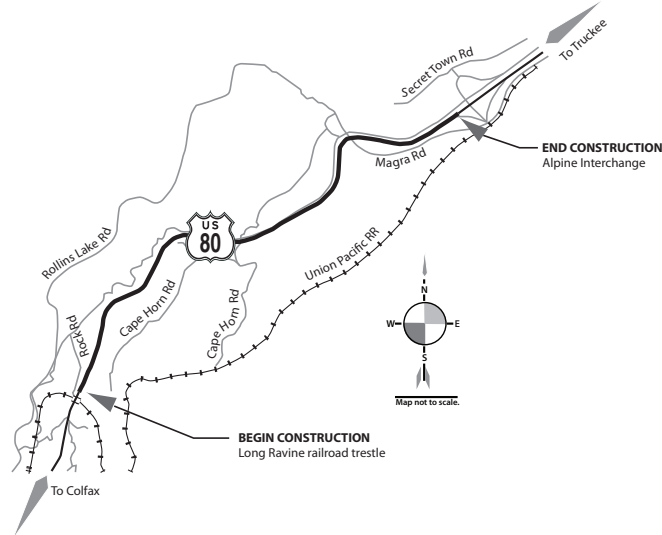 Secret Town Rd
To Truckee
END CONSTRUCTION
Alpine Interchange
Magra Rd
US
80
Rollins Lake Rd
Union Pacific RR
Cape Horn Rd
Cape Horn Rd
Rock Rd
N
W
E
S
Map not to scale.
BEGIN CONSTRUCTION
Long Ravine railroad trestle
To Colfax